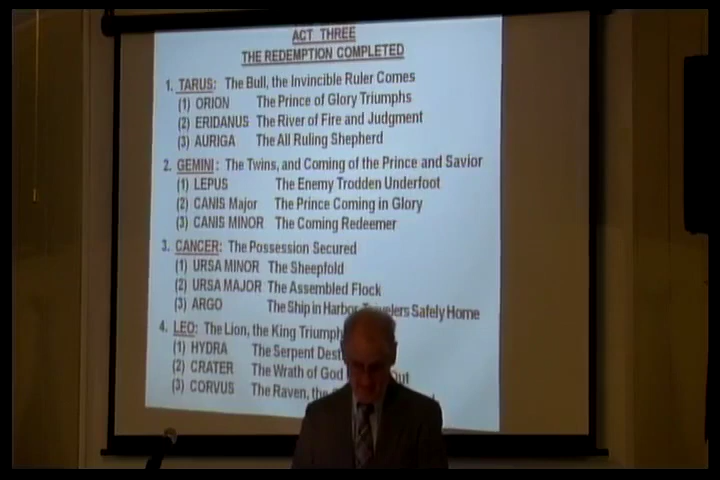 ACT THREE
THE REDEMPTION COMPLETED
1. TARUS: The Bull, the Invincible Ruler Comes
(1) ORION The Prince of Glory Triumphs
(2) ERIDANUS The River of Fire and Judgment
(3) AURIGA The All Ruling Shepherd
2. GEMINI: The Twins, and Coming of the Prince and Savior
(1) LEPUS The Enemy Trodden Underfoot
(2) CANIS Major The Prince Coming in Glory
(3) CANIS MINOR The Coming Redeemer
3. CANCER: The Possession Secured
(1) URSA MINOR The Sheepfold
(2) URSA MAJOR The Assembled Flock
(3) ARGO The Ship in Harbor Travelers Safely Home
4. LEO: The Lion, the King
(1) HYDRA The Serpent
(2) CRATER The Wrath of God Out
(3) CORVUS The Raven, the